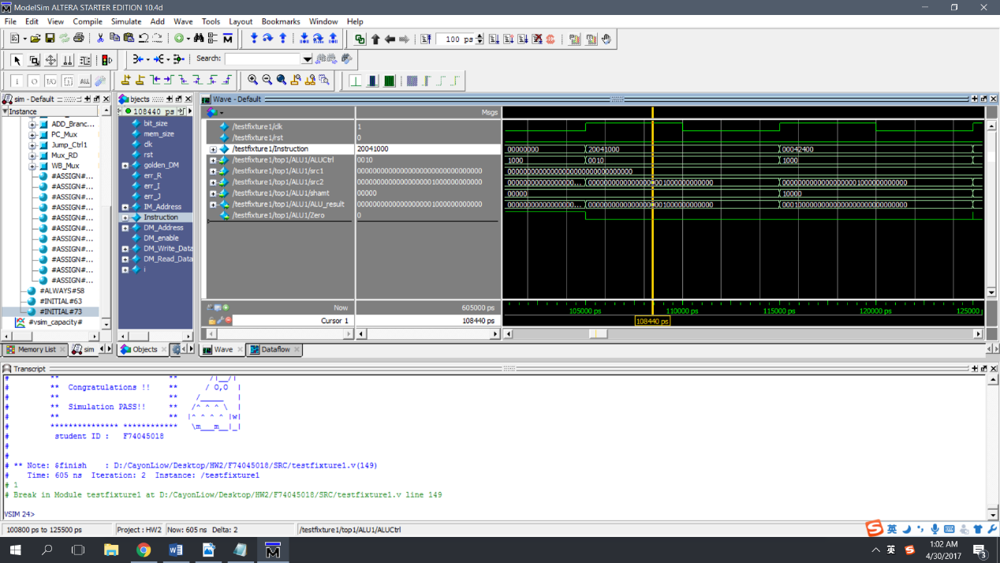 ModelSim ALTERA STARTER EDITION 10.4d
File Edit View Compile Simulate Add Wave Tools Layout Bookmarks Window Help
100 ps
Search:
ALL
sim - Default
bjects
Wave - Default
Instance
108440 ps
Msgs
ADD_Branc...
PC_Mux
Jump_Ctrl1
Mux_RD
WB_Mux
#ASSIGN#...
#ASSIGN#...
#ASSIGN#...
#ASSIGN#...
#ASSIGN#...
#ASSIGN#...
#ASSIGN#...
#ASSIGN#...
#ASSIGN#...
#ASSIGN#...
#ASSIGN#...
#ALWAYS#58
#INITIAL#63
#INITIAL#73
#vsim_capacity#
bit_size
mem_size
clk
rst
golden_DM
err_R
err_I
err_J
IM_Address
Instruction
DM_Address
DM_enable
DM_Write_Data
DM_Read_Data
i
/testfixture1/clk 1
/testfixture1/rst 0
/testfixture1/Instruction 20041000 00000000 20041000 00042400
/testfixture1/top1/ALU1/ALUCtrl 0010 1000 0010 1000
/testfixture1/top1/ALU1/src1 00000000000000000000000000000000 00000000000000000000000000000000
/testfixture1/top1/ALU1/src2 00000000000000000001000000000000 0000000000000000... 00000000000000000001000000000000 00000000000000000001000000000000
/testfixture1/top1/ALU1/shamt 00000 00000 10000
/testfixture1/top1/ALU1/ALU_result 00000000000000000001000000000000 0000000000000000... 00000000000000000001000000000000 00010000000000000000000000000000
/testfixture1/top1/ALU1/Zero 0
Now 605000 ps
Cursor 1 108440 ps
105000 ps 110000 ps 115000 ps 120000 ps 125000
108440 ps
Memory List sim Objects Wave Dataflow
Transcript
# ** ** /|__/|
# ** Congratulations !! ** / O,O |
# ** ** /_____ |
# ** Simulation PASS!! ** /^ ^ ^ \ |
# ** ** |^ ^ ^ ^ |w|
# *************** ************ \m___m__|_|
# student ID : F74045018
#
#
# ** Note: $finish : D:/CayonLiow/Desktop/HW2/F74045018/SRC/testfixture1.v(149)
# Time: 605 ns Iteration: 2 Instance: /testfixture1
# 1
# Break in Module testfixture1 at D:/CayonLiow/Desktop/HW2/F74045018/SRC/testfixture1.v line 149
VSIM 24>
100800 ps to 125500 ps Project : HW2 Now: 605 ns Delta: 2 /testfixture1/top1/ALU1/ALUCtrl
英
英
1:02 AM
4/30/2017
3